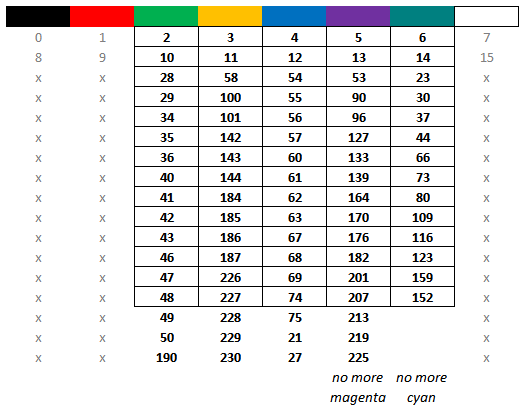 0 1 2 3 4 5 6 7
8 9 10 11 12 13 14 15
x x 28 58 54 53 23 x
x x 29 100 55 90 30 x
x x 34 101 56 96 37 x
x x 35 142 57 127 44 x
x x 36 143 60 133 66 x
x x 40 144 61 139 73 x
x x 41 184 62 164 80 x
x x 42 185 63 170 109 x
x x 43 186 67 176 116 x
x x 46 187 68 182 123 x
x x 47 226 69 201 159 x
x x 48 227 74 207 152 x
x x 49 228 75 213 x
x x 50 229 21 219 x
x x 190 230 27 225 x
no more no more
magenta cyan